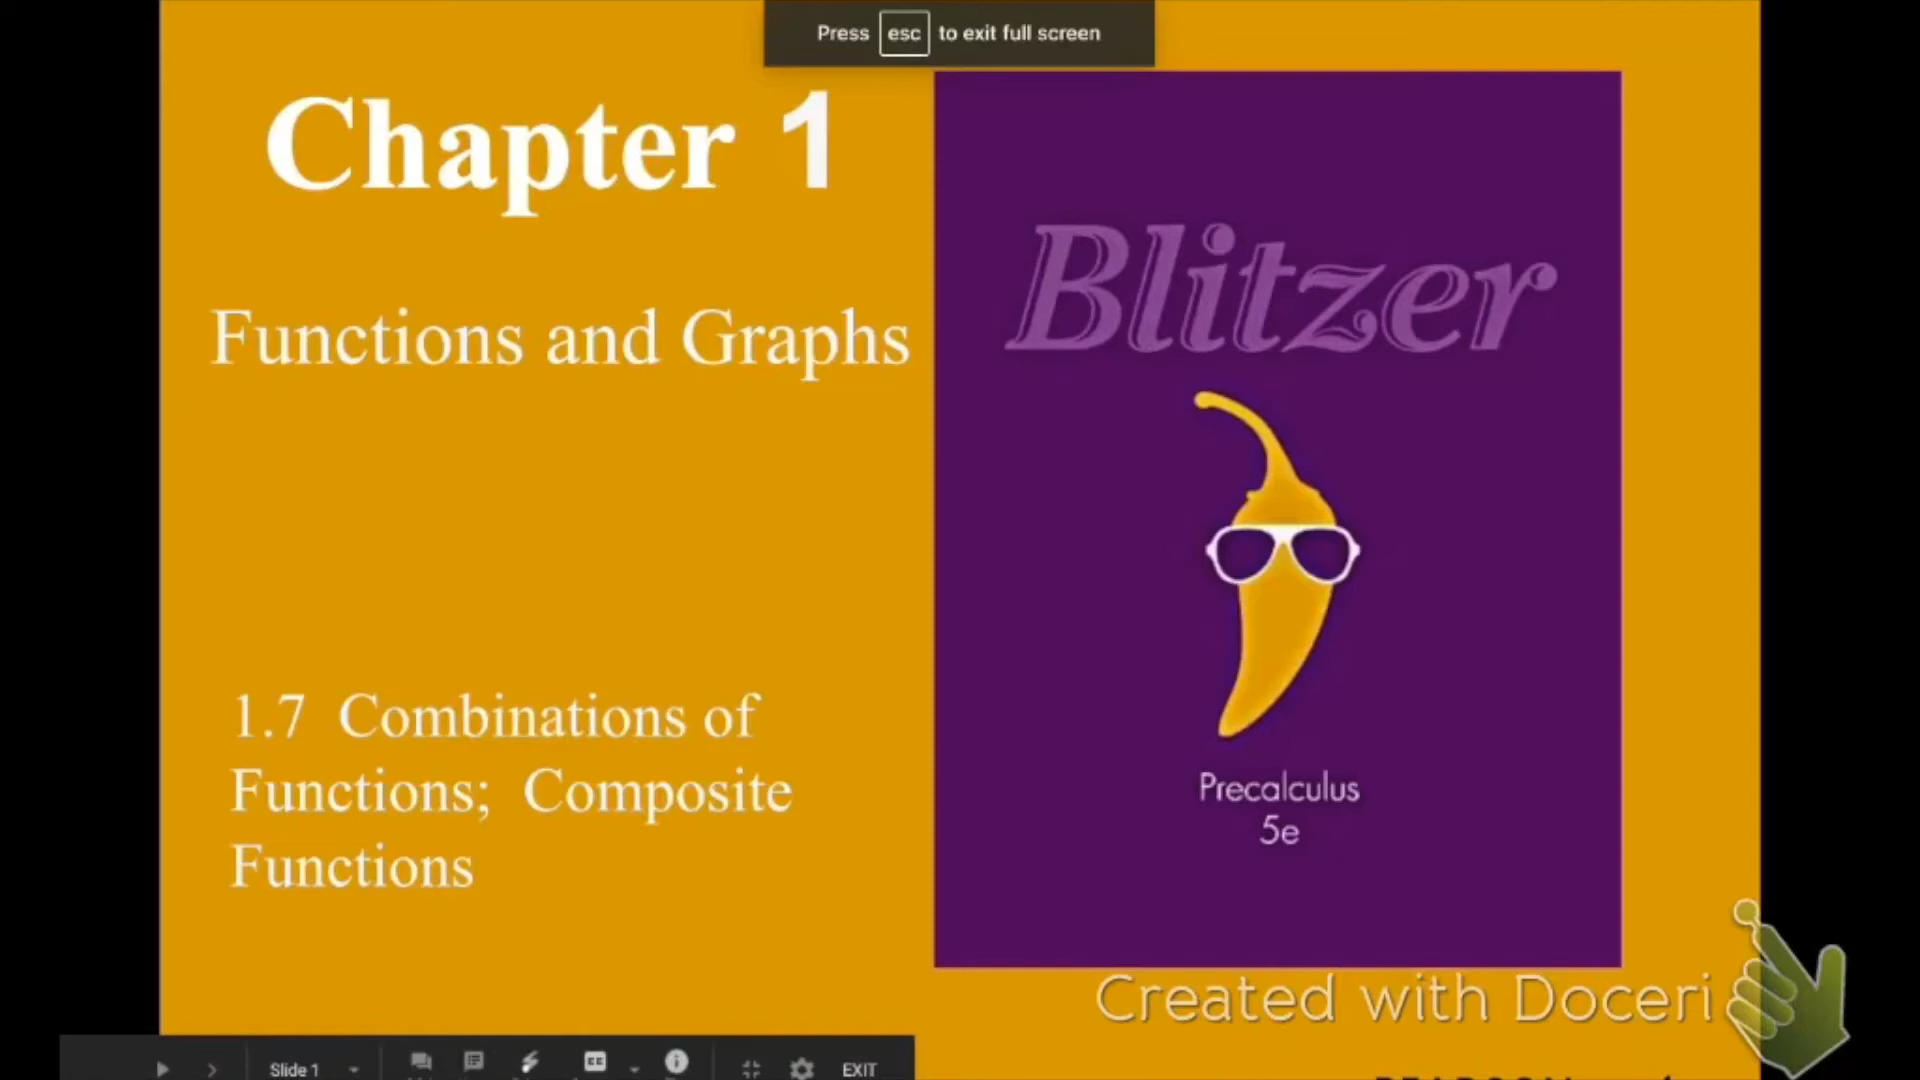 Press esc to exit full screen
Chapter 1
Functions and Graphs
1.7 Combinations of
Functions; Composite
Functions
Blitzer
Precalculus
5e
Created with Doceri
Slide 1
EXIT